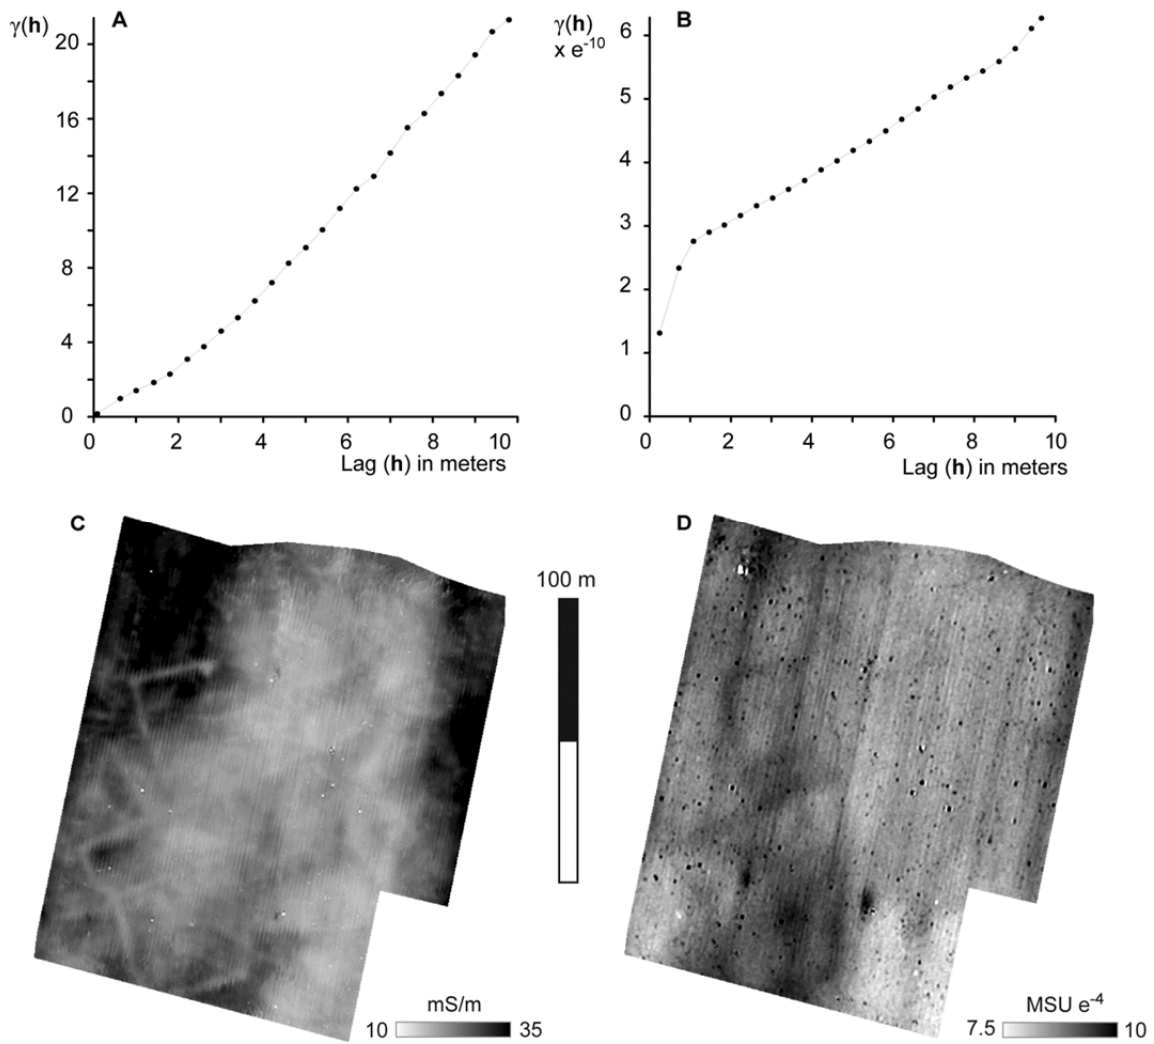 A
γ(h)
20
16
12
8
4
0
0 2 4 6 8 10
Lag (h) in meters
B
γ(h)
x e-10
6
5
4
3
2
1
0
0 2 4 6 8 10
Lag (h) in meters
C
100 m
mS/m
10 35
D
MSU e-4
7.5 10